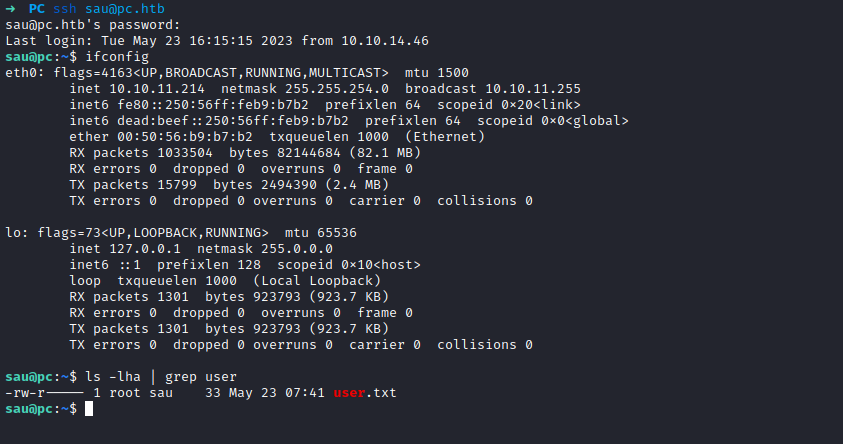 → PC ssh sau@pc.htb
sau@pc.htb's password:
Last login: Tue May 23 16:15:15 2023 from 10.10.14.46
sau@pc:~$ ifconfig
eth0: flags=4163<UP,BROADCAST,RUNNING,MULTICAST>  mtu 1500
        inet 10.10.11.214  netmask 255.255.254.0  broadcast 10.10.11.255
        inet6 fe80::250:56ff:feb9:b7b2  prefixlen 64  scopeid 0×20<link>
        inet6 dead:beef::250:56ff:feb9:b7b2  prefixlen 64  scopeid 0×0<global>
        ether 00:50:56:b9:b7:b2  txqueuelen 1000  (Ethernet)
        RX packets 1033504  bytes 82144684 (82.1 MB)
        RX errors 0  dropped 0  overruns 0  frame 0
        TX packets 15799  bytes 2494390 (2.4 MB)
        TX errors 0  dropped 0 overruns 0  carrier 0  collisions 0
lo: flags=73<UP,LOOPBACK,RUNNING>  mtu 65536
        inet 127.0.0.1  netmask 255.0.0.0
        inet6 ::1  prefixlen 128  scopeid 0×10<host>
        loop  txqueuelen 1000  (Local Loopback)
        RX packets 1301  bytes 923793 (923.7 KB)
        RX errors 0  dropped 0  overruns 0  frame 0
        TX packets 1301  bytes 923793 (923.7 KB)
        TX errors 0  dropped 0 overruns 0  carrier 0  collisions 0
sau@pc:~$ ls -lha | grep user
-rw-r----- 1 root sau    33 May 23 07:41 user.txt
sau@pc:~$